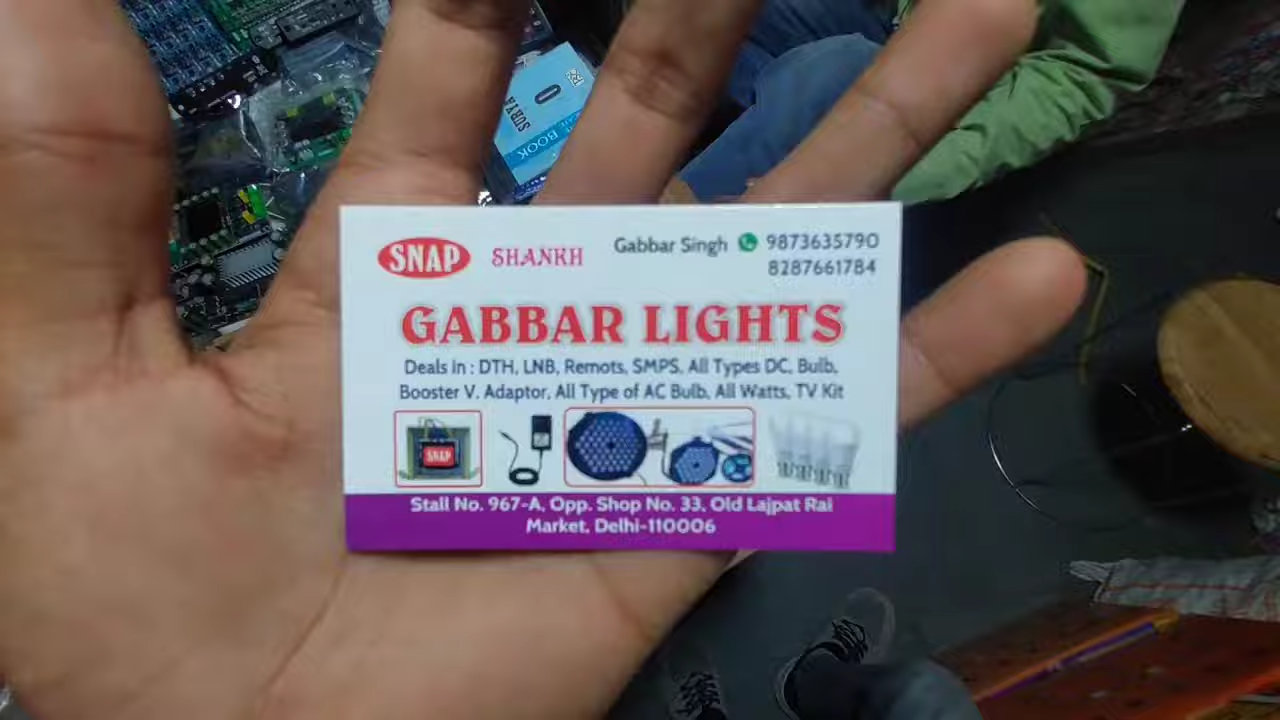 SURYA
0
BOOK
SNAP SHANKH Gabbar Singh 9873635790
8287661784
GABBAR LIGHTS
Deals in : DTH, LNB, Remots, SMPS, All Types DC, Bulb,
Booster V. Adaptor, All Type of AC Bulb, All Watts, TV Kit
SNAP
Stall No. 967-A, Opp. Shop No. 33, Old Lajpat Rai
Market, Delhi-110006